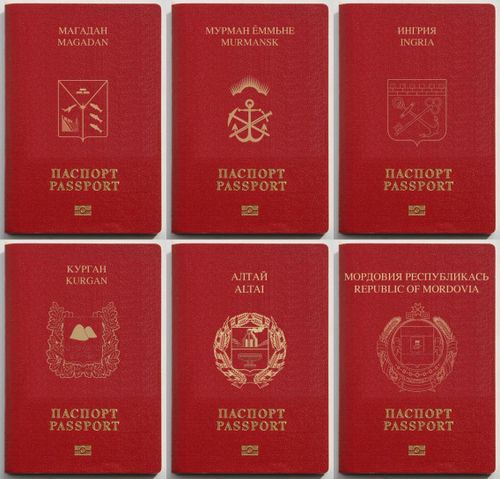 МАГАДАН
MAGADAN
ПАСПОРТ
PASSPORT
МУРМАН ЁММЬНЕ
MURMANSK
ПАСПОРТ
PASSPORT
ИНГРИЯ
INGRIA
ПАСПОРТ
PASSPORT
КУРГАН
KURGAN
ПАСПОРТ
PASSPORT
АЛТАЙ
ALTAI
ПАСПОРТ
PASSPORT
МОРДОВИЯ РЕСПУБЛИКАСЬ
REPUBLIC OF MORDOVIA
ПАСПОРТ
PASSPORT